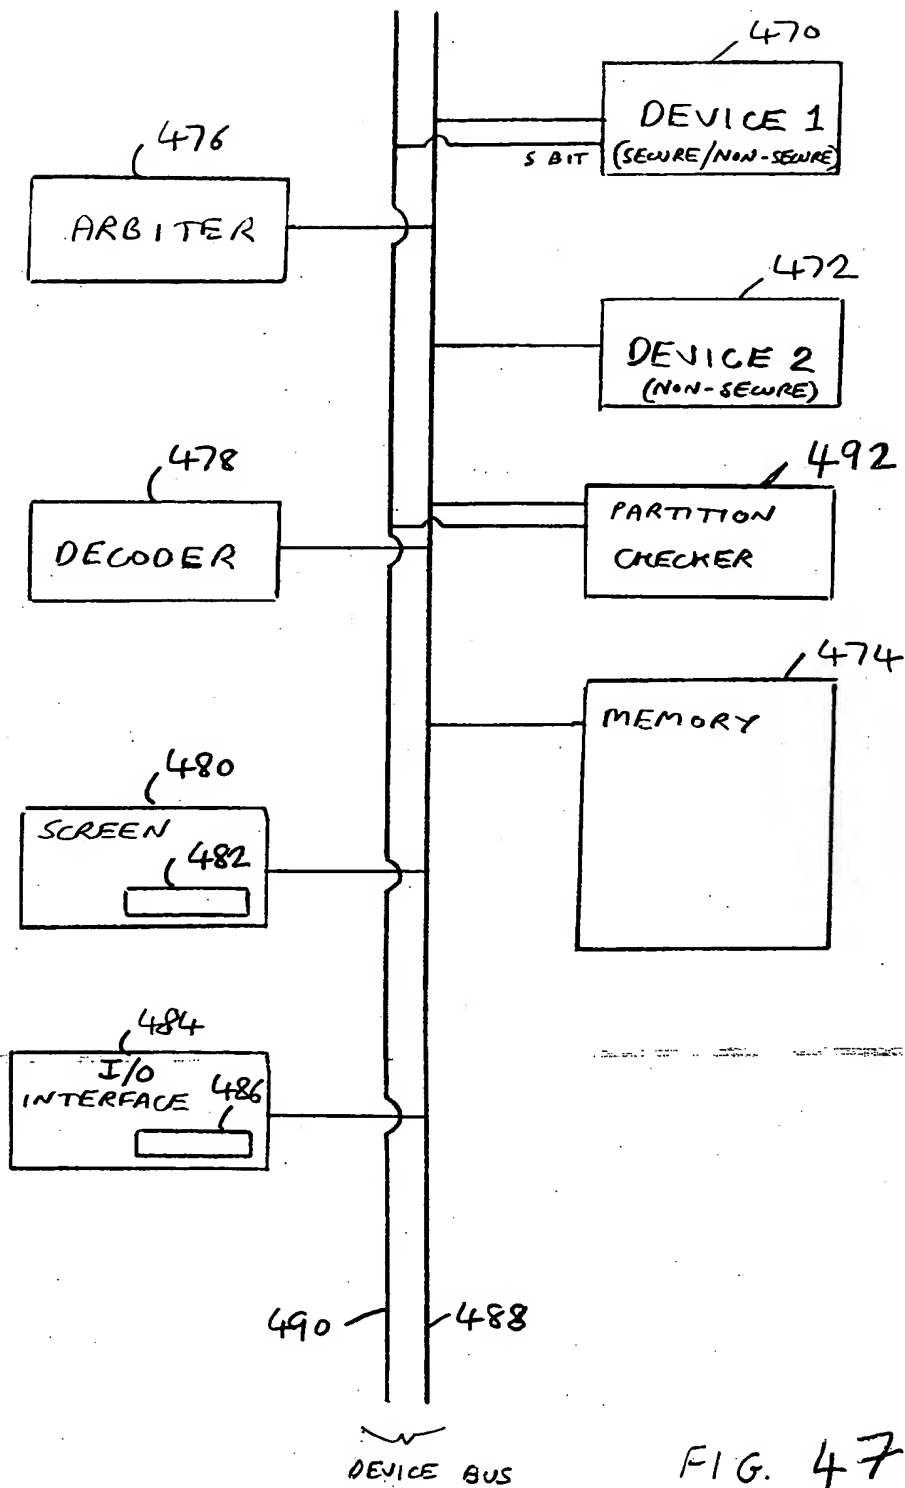 470
DEVICE 1
(SECURE/NON-SECURE)
S BIT
476
ARBITER
472
DEVICE 2
(NON-SECURE)
478
DECODER
492
PARTITION
CHECKER
474
MEMORY
480
SCREEN
482
484
I/O
INTERFACE
486
490
488
DEVICE BUS
FIG. 47